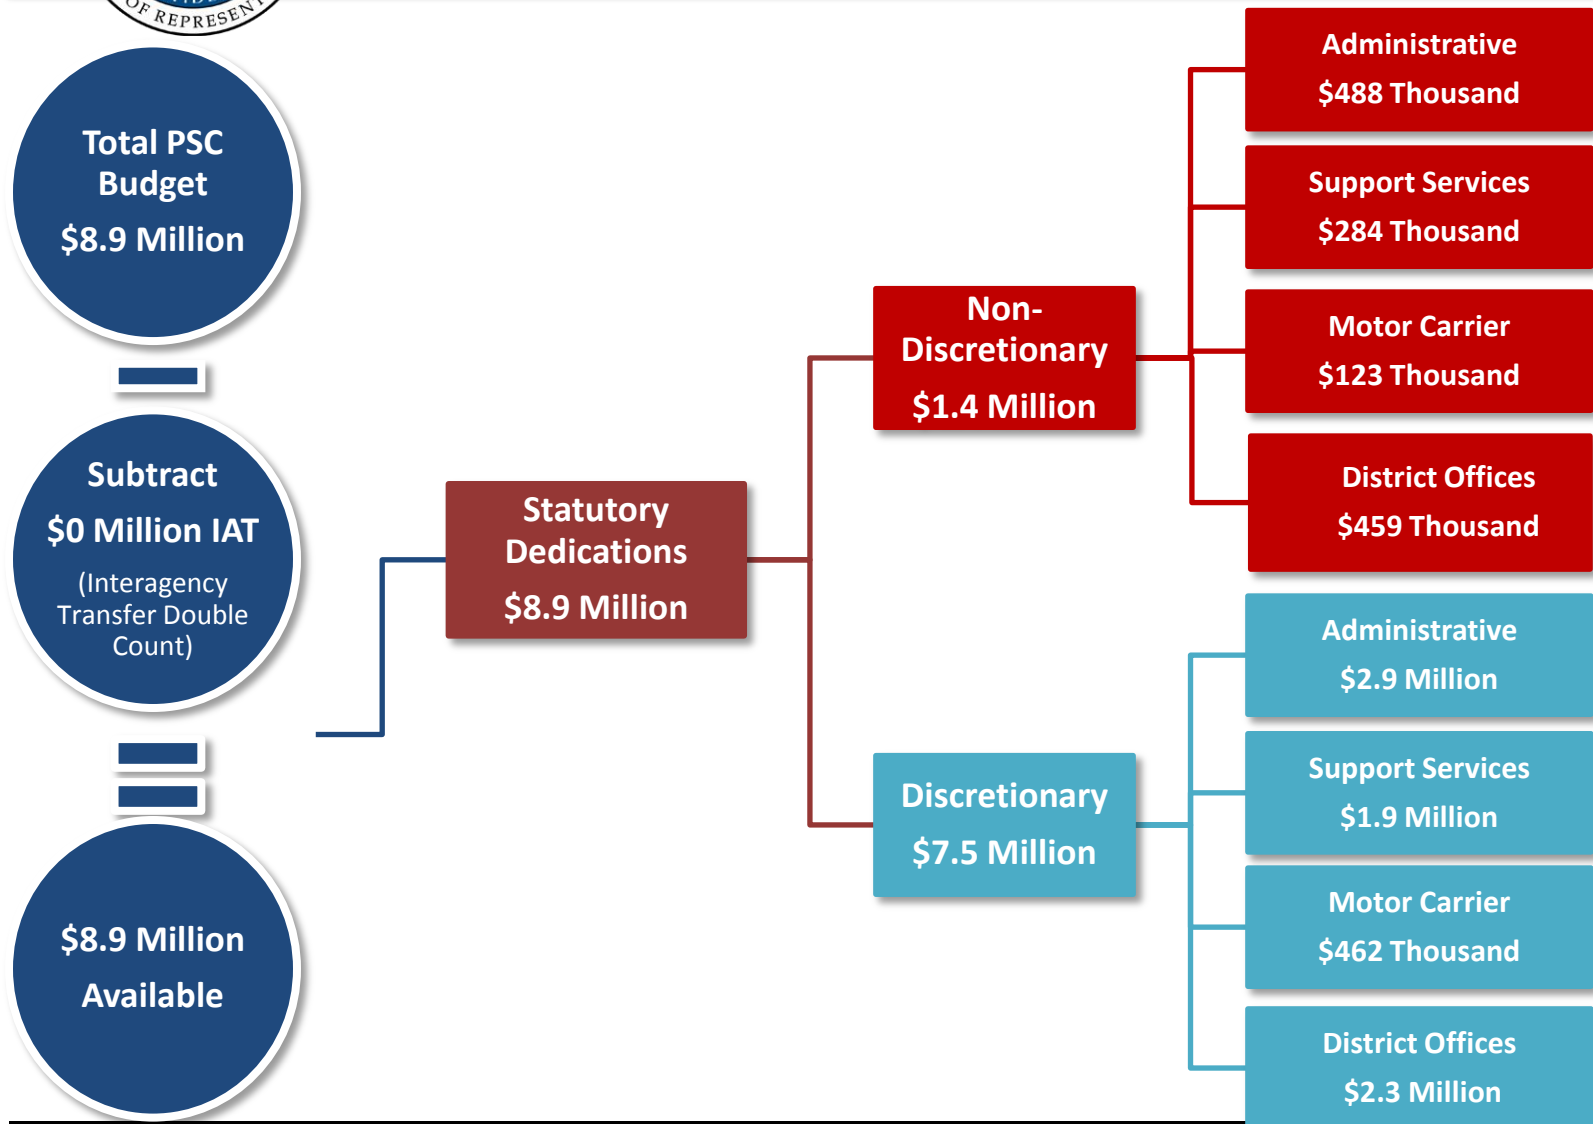 OF REPRESENT
Total PSC
Budget
$8.9 Million
Subtract
$0 Million IAT
(Interagency
Transfer Double
Count)
$8.9 Million
Available
Statutory
Dedications
$8.9 Million
Non-
Discretionary
$1.4 Million
Administrative
$488 Thousand
Support Services
$284 Thousand
Motor Carrier
$123 Thousand
District Offices
$459 Thousand
Discretionary
$7.5 Million
Administrative
$2.9 Million
Support Services
$1.9 Million
Motor Carrier
$462 Thousand
District Offices
$2.3 Million